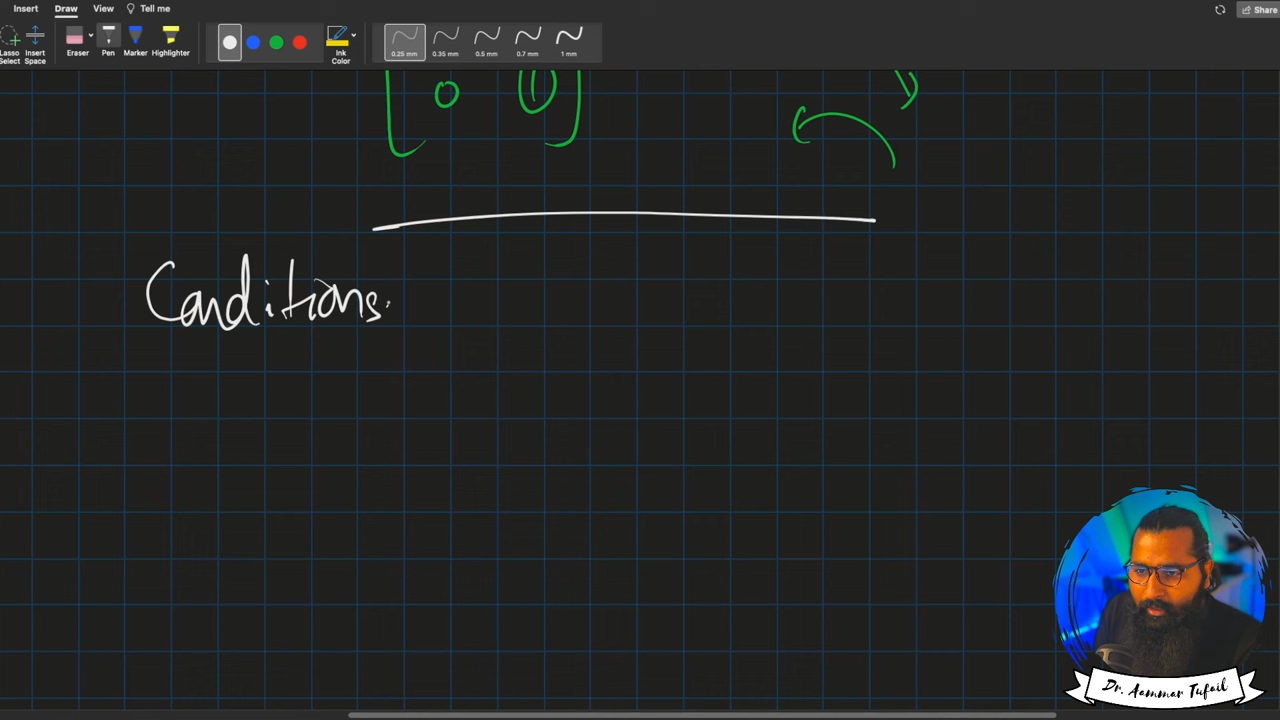 Insert Draw View Tell me Share
Lasso Select Insert Space Eraser Pen Marker Highlighter Ink Color 0.25 mm 0.35 mm 0.5 mm 0.7 mm 1 mm
0 1
Conditions:
Dr. Aammar Tufail